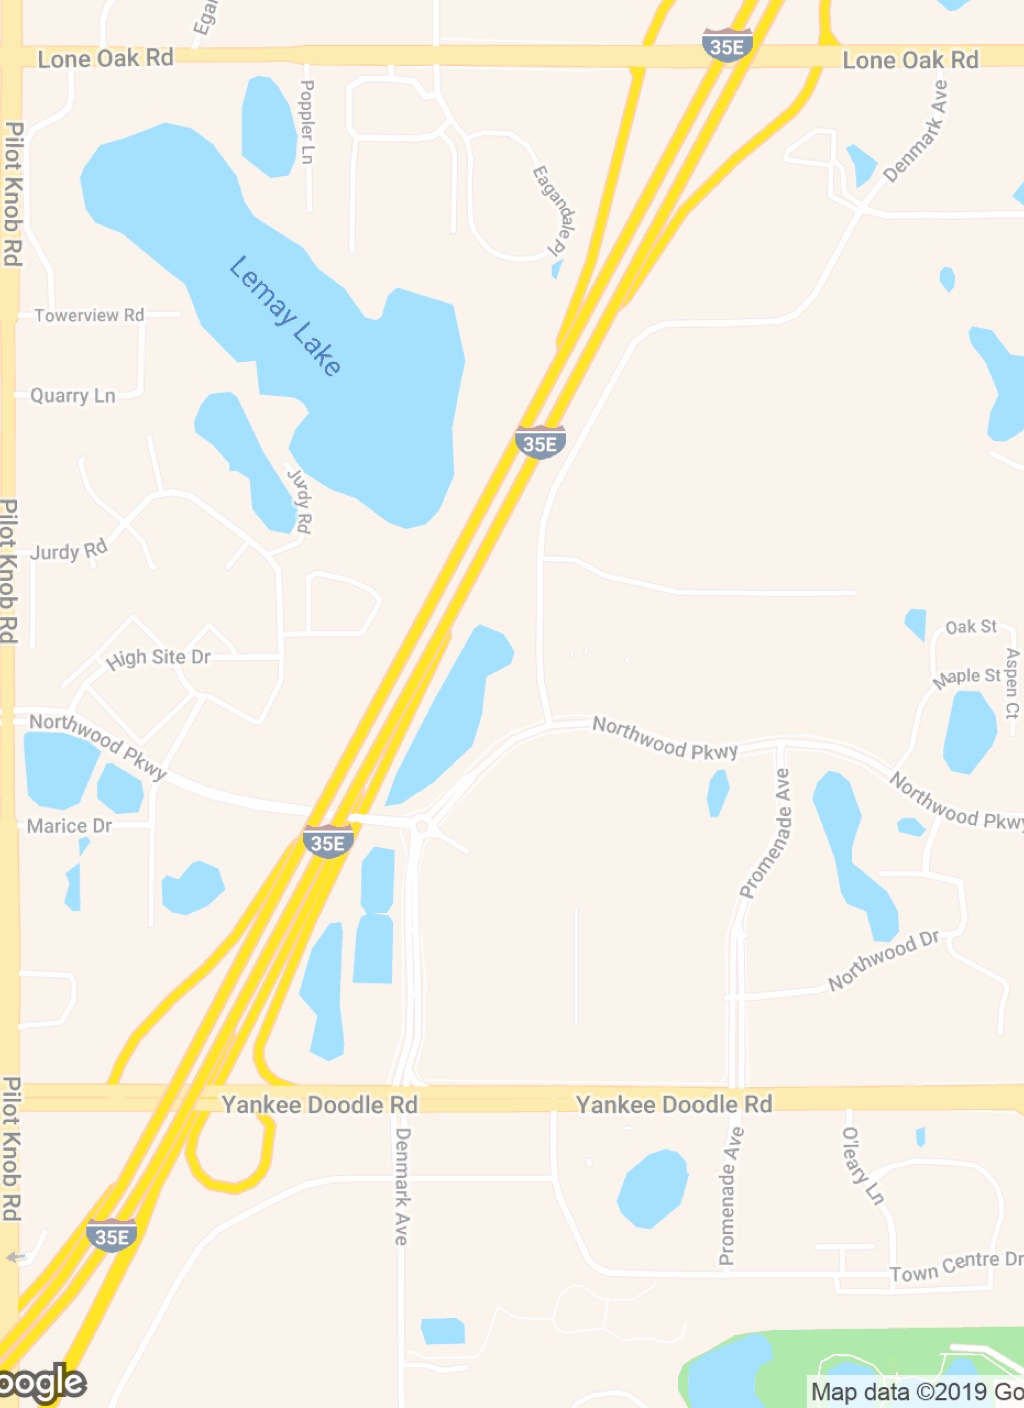 Egan
35E
Lone Oak Rd
Lone Oak Rd
Poppler Ln
Denmark Ave
Pilot Knob Rd
Eagandale Pl
Lemay Lake
Towerview Rd
Quarry Ln
35E
Jurdy Rd
Pilot Knob Rd
Jurdy Rd
Oak St
Aspen Ct
High Site Dr
Maple St
Northwood Pkwy
Northwood Pkwy
Promenade Ave
Northwood Pkwy
Marice Dr
35E
Northwood Dr
Pilot Knob Rd
Yankee Doodle Rd
Yankee Doodle Rd
Denmark Ave
Promenade Ave
O'leary Ln
35E
Town Centre Dr
oogle
Map data ©2019 Go